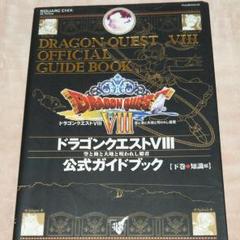 SQUARE ENIX
DRAGON QUEST VIII
OFFICIAL
GUIDE BOOK
DRAGON QUEST
ドラゴンクエストVIII
空と海と大地と呪われし姫君
VIII
ドラゴンクエストVIII
空と海と大地と呪われし姫君
公式ガイドブック
[下巻●知識編]